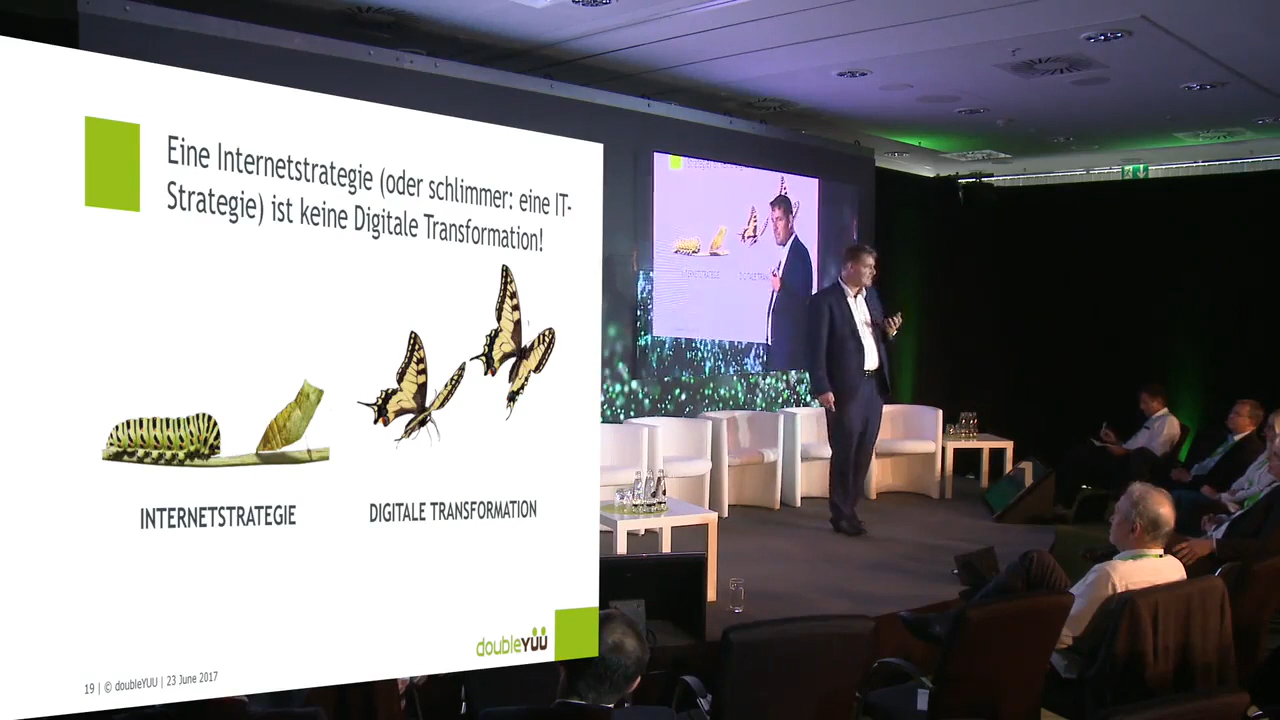 Eine Internetstrategie (oder schlimmer: eine IT-
Strategie) ist keine Digitale Transformation!
INTERNETSTRATEGIE
DIGITALE TRANSFORMATION
doubleYUU
19 | © doubleYUU | 23 June 2017
INTERNETSTRATEGIE